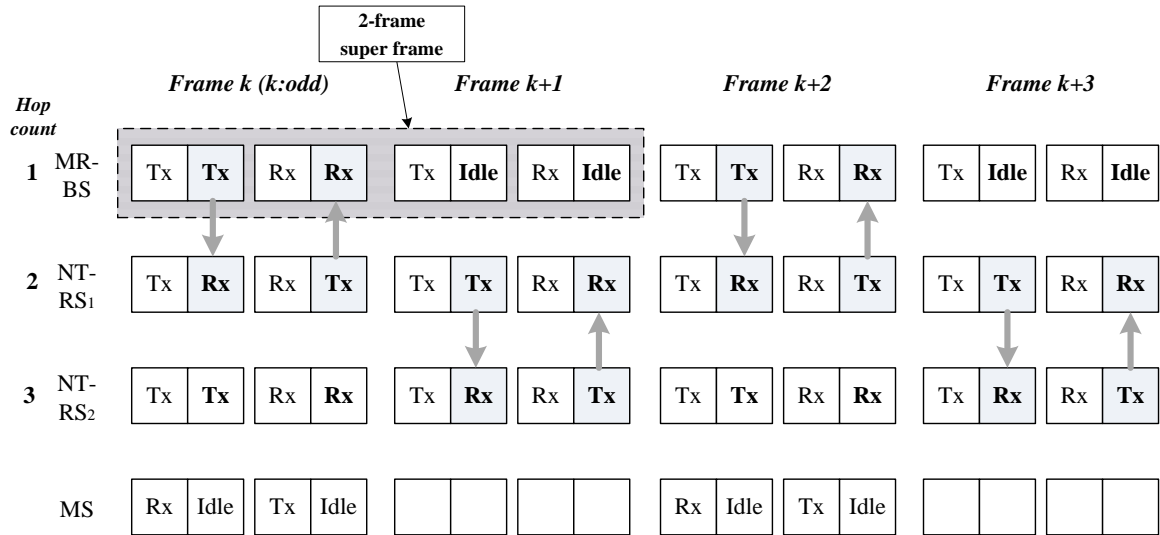 2-frame
super frame
Frame k (k:odd) Frame k+1 Frame k+2 Frame k+3
Hop
count
1 MR-
BS
Tx Tx Rx Rx Tx Idle Rx Idle Tx Tx Rx Rx Tx Idle Rx Idle
2 NT-
RS1
Tx Rx Rx Tx Tx Tx Rx Rx Tx Rx Rx Tx Tx Tx Rx Rx
3 NT-
RS2
Tx Tx Rx Rx Tx Rx Rx Tx Tx Tx Rx Rx Tx Rx Rx Tx
MS Rx Idle Tx Idle Rx Idle Tx Idle